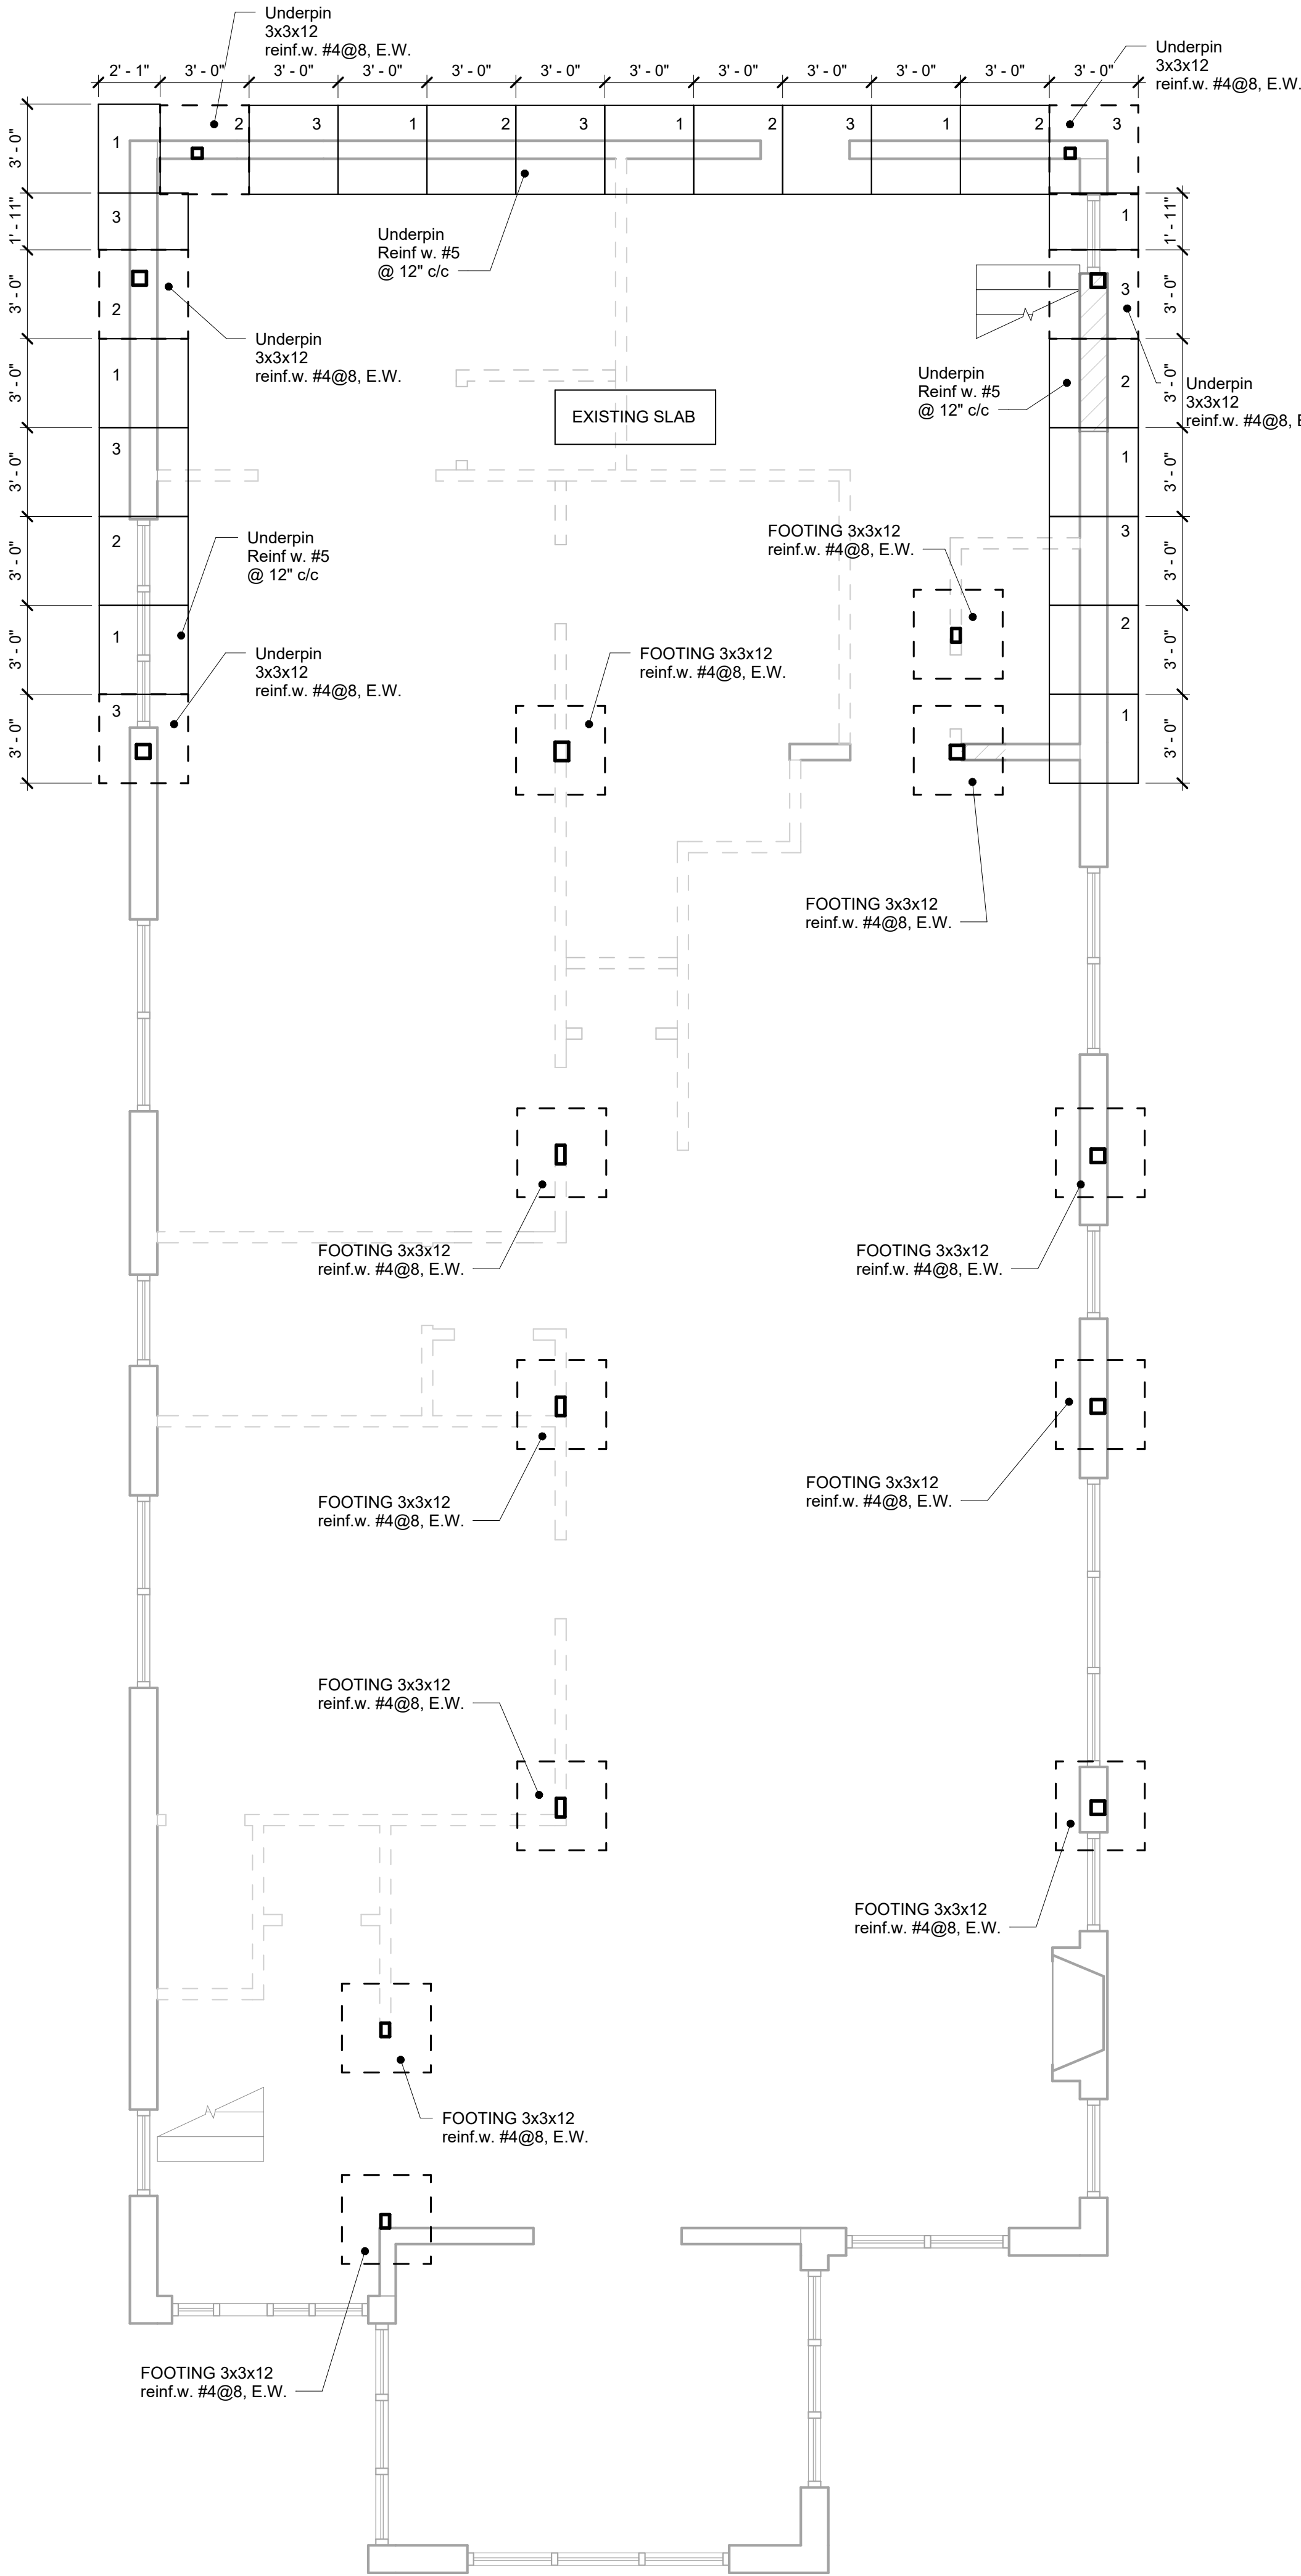 Underpin
3x3x12
reinf.w. #4@8, E.W.
Underpin
3x3x12
reinf.w. #4@8, E.W.
2' - 1"
3' - 0"
3' - 0"
3' - 0"
3' - 0"
3' - 0"
3' - 0"
3' - 0"
3' - 0"
3' - 0"
3' - 0"
3' - 0"
1
2
3
1
2
3
1
2
3
1
2
3
3' - 0"
1' - 11"
3' - 0"
3' - 0"
3' - 0"
3' - 0"
3' - 0"
3' - 0"
3
2
1
3
2
1
3
1
3
2
1
3
2
1
1' - 11"
3' - 0"
3' - 0"
3' - 0"
3' - 0"
3' - 0"
3' - 0"
Underpin
Reinf w. #5
@ 12" c/c
Underpin
3x3x12
reinf.w. #4@8, E.W.
Underpin
Reinf w. #5
@ 12" c/c
Underpin
3x3x12
reinf.w. #4@8, E
EXISTING SLAB
Underpin
Reinf w. #5
@ 12" c/c
FOOTING 3x3x12
reinf.w. #4@8, E.W.
Underpin
3x3x12
reinf.w. #4@8, E.W.
FOOTING 3x3x12
reinf.w. #4@8, E.W.
FOOTING 3x3x12
reinf.w. #4@8, E.W.
FOOTING 3x3x12
reinf.w. #4@8, E.W.
FOOTING 3x3x12
reinf.w. #4@8, E.W.
FOOTING 3x3x12
reinf.w. #4@8, E.W.
FOOTING 3x3x12
reinf.w. #4@8, E.W.
FOOTING 3x3x12
reinf.w. #4@8, E.W.
FOOTING 3x3x12
reinf.w. #4@8, E.W.
FOOTING 3x3x12
reinf.w. #4@8, E.W.
FOOTING 3x3x12
reinf.w. #4@8, E.W.